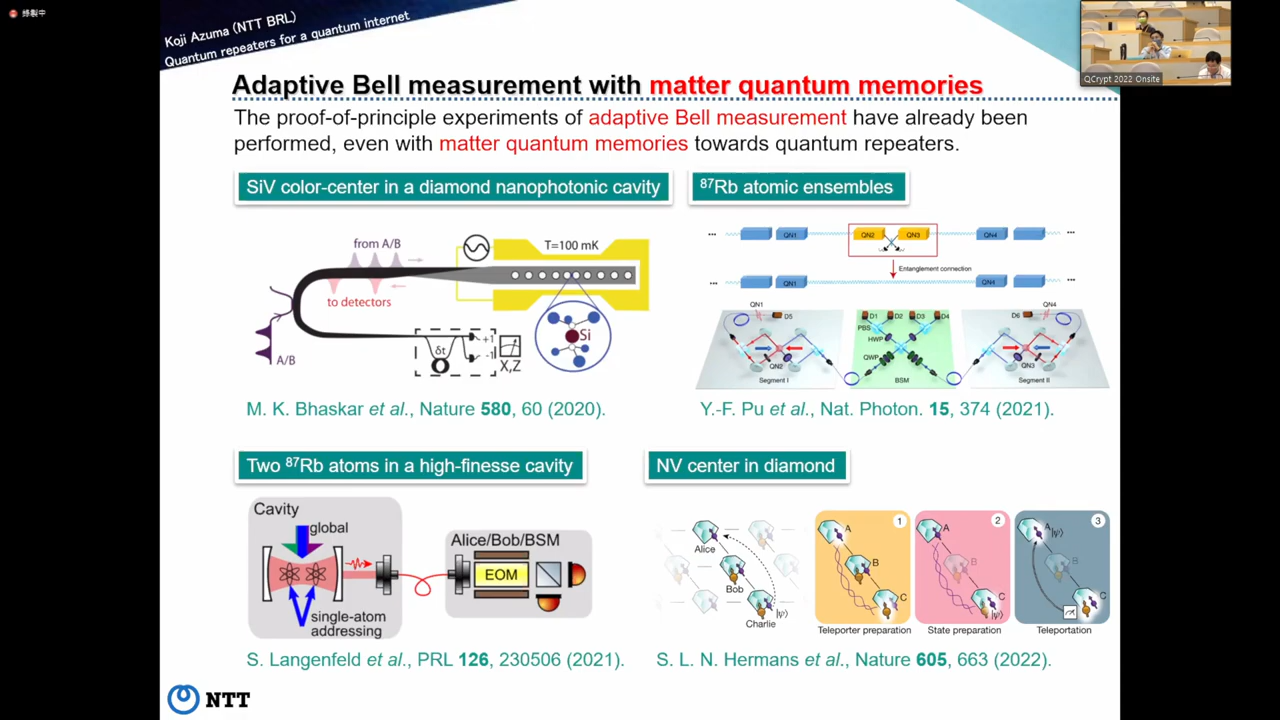 錄製中
Koji Azuma (NTT BRL)
Quantum repeaters for a quantum internet
QCrypt 2022 Onsite
Adaptive Bell measurement with matter quantum memories
The proof-of-principle experiments of adaptive Bell measurement have already been
performed, even with matter quantum memories towards quantum repeaters.
SiV color-center in a diamond nanophotonic cavity
from A/B
to detectors
A/B
T=100 mK
Si
δt
+1
-1
X,Z
M. K. Bhaskar et al., Nature 580, 60 (2020).
⁸⁷Rb atomic ensembles
... QN1 QN2 QN3 QN4 ...
Entanglement connection
... QN1 QN4 ...
QN1 D5 D1 D2 D3 D4 D6 QN4
PBS
HWP
QWP
QN2
QN3
Segment I
BSM
Segment II
Y.-F. Pu et al., Nat. Photon. 15, 374 (2021).
Two ⁸⁷Rb atoms in a high-finesse cavity
Cavity
global
single-atom
addressing
Alice/Bob/BSM
EOM
S. Langenfeld et al., PRL 126, 230506 (2021).
NV center in diamond
Alice
Bob
Charlie
|ψ⟩
1
A
B
C
Teleporter preparation
2
A
B
C
|ψ⟩
State preparation
3
A
|ψ⟩
B
C
Teleportation
S. L. N. Hermans et al., Nature 605, 663 (2022).
NTT